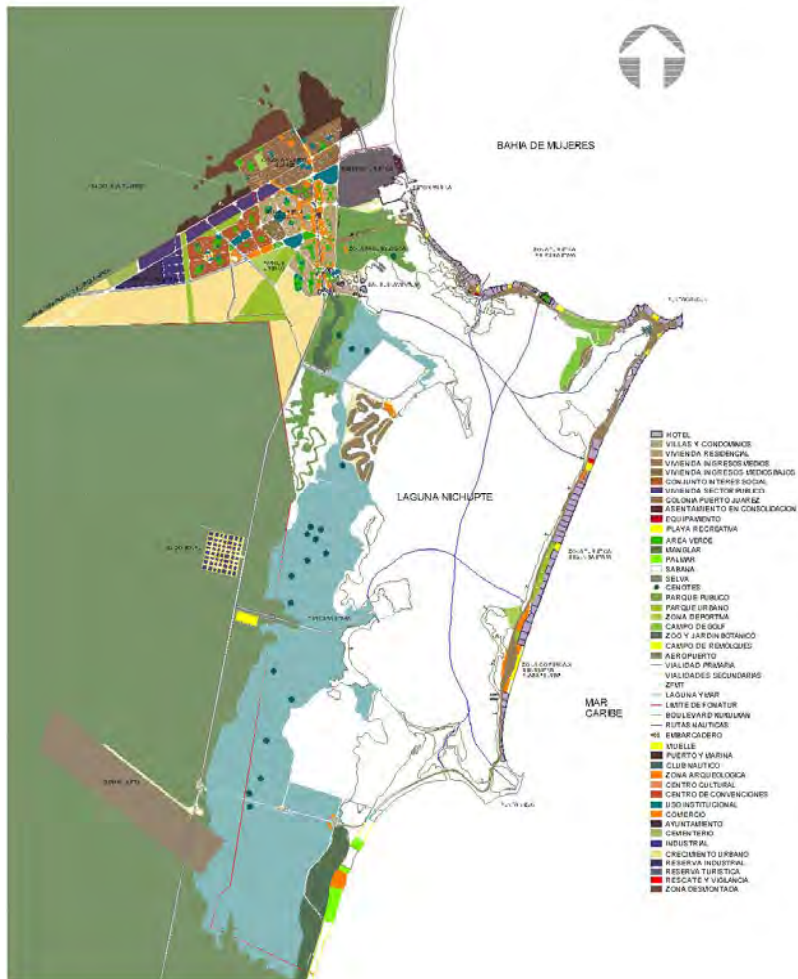 BAHIA DE MUJERES
LAGUNA NICHUPTE
MAR
CARIBE
HOTEL
VILLAS Y CONDOMINIOS
VIVIENDA RESIDENCIAL
VIVIENDA INGRESOS MEDIOS
VIVIENDA INGRESOS MEDIOS BAJOS
CONJUNTO INTERES SOCIAL
VIVIENDA SECTOR PUBLICO
COLONIA PUERTO JUAREZ
ASENTAMIENTO EN CONSOLIDACION
EQUIPAMIENTO
PLAYA RECREATIVA
AREA VERDE
MANGLAR
PALMAR
SABANA
SELVA
CENOTES
PARQUE PUBLICO
PARQUE URBANO
ZONA DEPORTIVA
CAMPO DE GOLF
ZOO Y JARDIN BOTANICO
CAMPO DE REMOLQUES
AEROPUERTO
VIALIDAD PRIMARIA
VIALIDADES SECUNDARIAS
ZFMT
LAGUNA Y MAR
LIMITE DE FONATUR
BOULEVARD KUKULKAN
RUTAS NAUTICAS
EMBARCADERO
MUELLE
PUERTO Y MARINA
CLUB NAUTICO
ZONA ARQUEOLOGICA
CENTRO CULTURAL
CENTRO DE CONVENCIONES
USO INSTITUCIONAL
COMERCIO
AYUNTAMIENTO
CEMENTERIO
INDUSTRIAL
CRECIMIENTO URBANO
RESERVA INDUSTRIAL
RESERVA TURISTICA
RESCATE Y VIGILANCIA
ZONA DESMONTADA